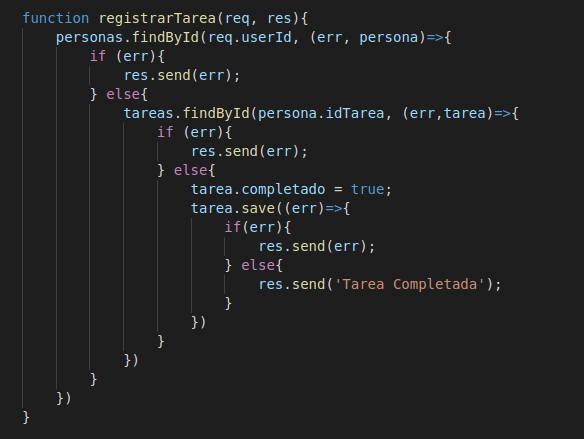 function registrarTarea(req, res){
    personas.findById(req.userId, (err, persona)=>{
        if (err){
            res.send(err);
        } else{
            tareas.findById(persona.idTarea, (err,tarea)=>{
                if (err){
                    res.send(err);
                } else{
                    tarea.completado = true;
                    tarea.save((err)=>{
                        if(err){
                            res.send(err);
                        } else{
                            res.send('Tarea Completada');
                        }
                    })
                }
            })
        }
    })
}